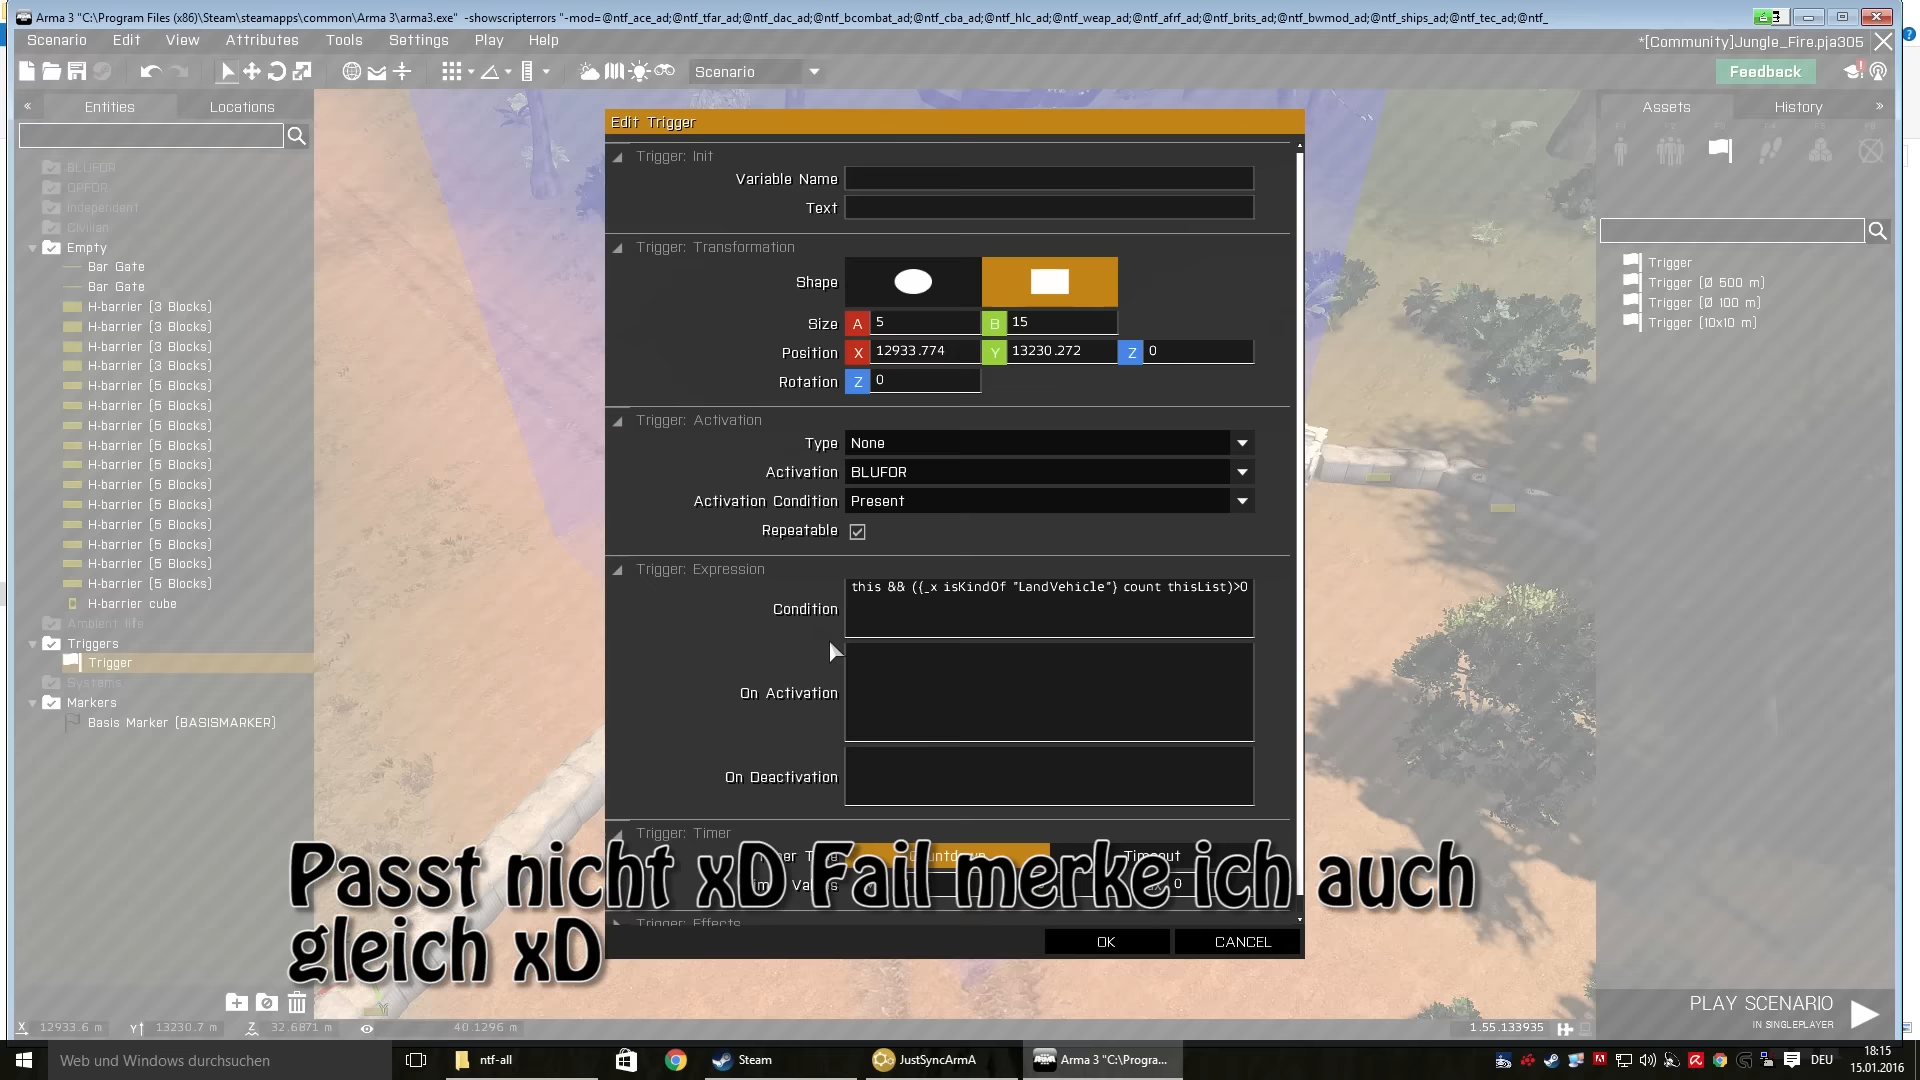 Arma 3 "C:\Program Files (x86)\Steam\steamapps\common\Arma 3\arma3.exe" -showscripterrors "-mod=@ntf_ace_ad;@ntf_tfar_ad;@ntf_dac_ad;@ntf_bcombat_ad;@ntf_cba_ad;@ntf_hlc_ad;@ntf_weap_ad;@ntf_afrf_ad;@ntf_brits_ad;@ntf_bwmod_ad;@ntf_ships_ad;@ntf_tec_ad;@ntf_
Scenario Edit View Attributes Tools Settings Play Help
*[Community]Jungle_Fire.pja305
Scenario
Feedback
Entities Locations
Assets History
F1 F2 F3 F4 F5 F6
BLUFOR
OPFOR
Independent
Civilian
Empty
Bar Gate
Bar Gate
H-barrier (3 Blocks)
H-barrier (3 Blocks)
H-barrier (3 Blocks)
H-barrier (3 Blocks)
H-barrier (5 Blocks)
H-barrier (5 Blocks)
H-barrier (5 Blocks)
H-barrier (5 Blocks)
H-barrier (5 Blocks)
H-barrier (5 Blocks)
H-barrier (5 Blocks)
H-barrier (5 Blocks)
H-barrier (5 Blocks)
H-barrier (5 Blocks)
H-barrier (5 Blocks)
H-barrier cube
Ambient life
Triggers
Trigger
Systems
Markers
Basis Marker (BASISMARKER)
Edit Trigger
Trigger: Init
Variable Name
Text
Trigger: Transformation
Shape
Size A 5 B 15
Position X 12933.774 Y 13230.272 Z 0
Rotation Z 0
Trigger: Activation
Type None
Activation BLUFOR
Activation Condition Present
Repeatable
Trigger: Expression
Condition this && ({_x isKindOf "LandVehicle"} count thisList)>0
On Activation
On Deactivation
Trigger: Timer
Timeout
0
Trigger: Effects
OK CANCEL
Trigger
Trigger (Ø 500 m)
Trigger (Ø 100 m)
Trigger (10x10 m)
Passt nicht xD Fail merke ich auch
gleich xD
PLAY SCENARIO
IN SINGLEPLAYER
X 12933.6 m Y 13230.7 m Z 32.6871 m 40.1296 m
1.55.133935
Web und Windows durchsuchen
ntf-all
Steam
JustSyncArmA
Arma 3 "C:\Progra...
DEU
18:15
15.01.2016